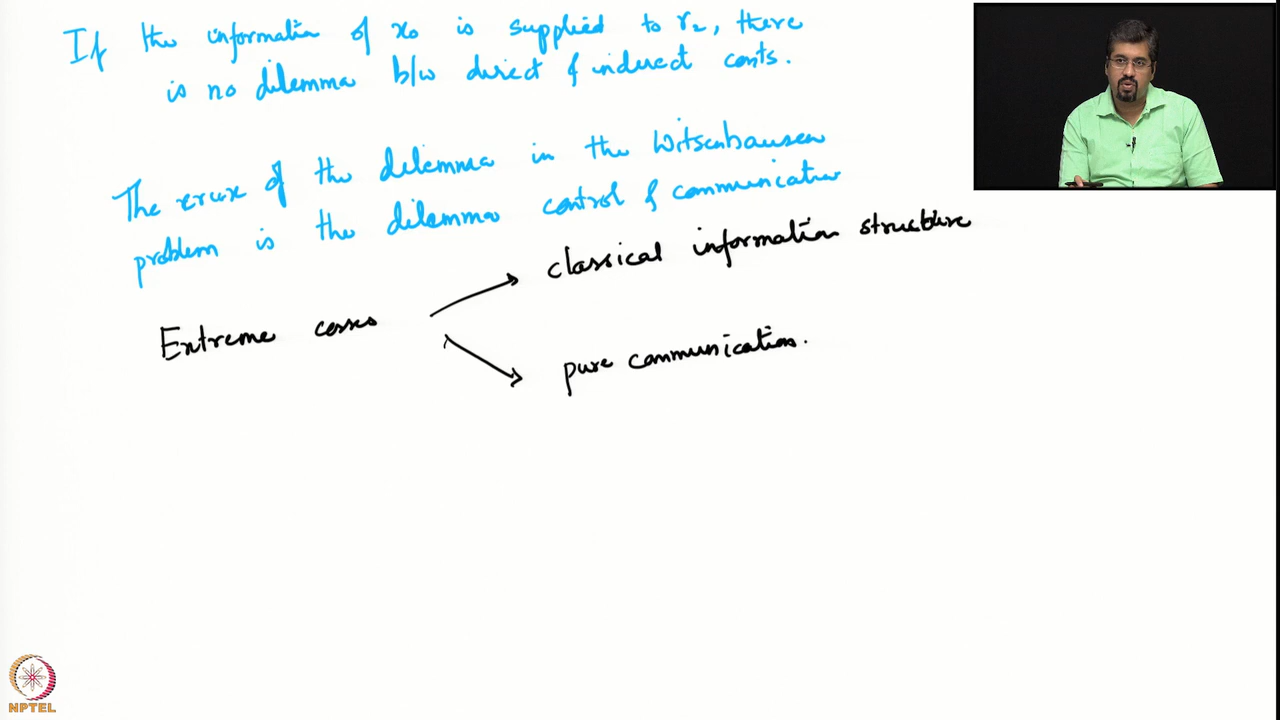 If the information of x₀ is supplied to γ₂, there
is no dilemma b/w direct & indirect costs.
The crux of the dilemma in the Witsenhausen
problem is the dilemma control & communication
classical information structure
Extreme cases
pure communication.
NPTEL